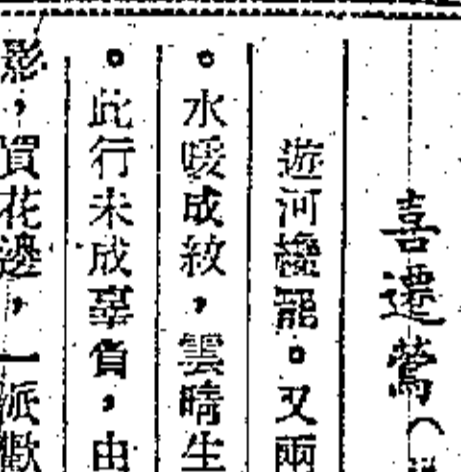 喜遷鶯（
遊河纔罷。又兩
。水暖成紋，雲晴生
。此行未成辜負，由
影，買花邊，一派歡